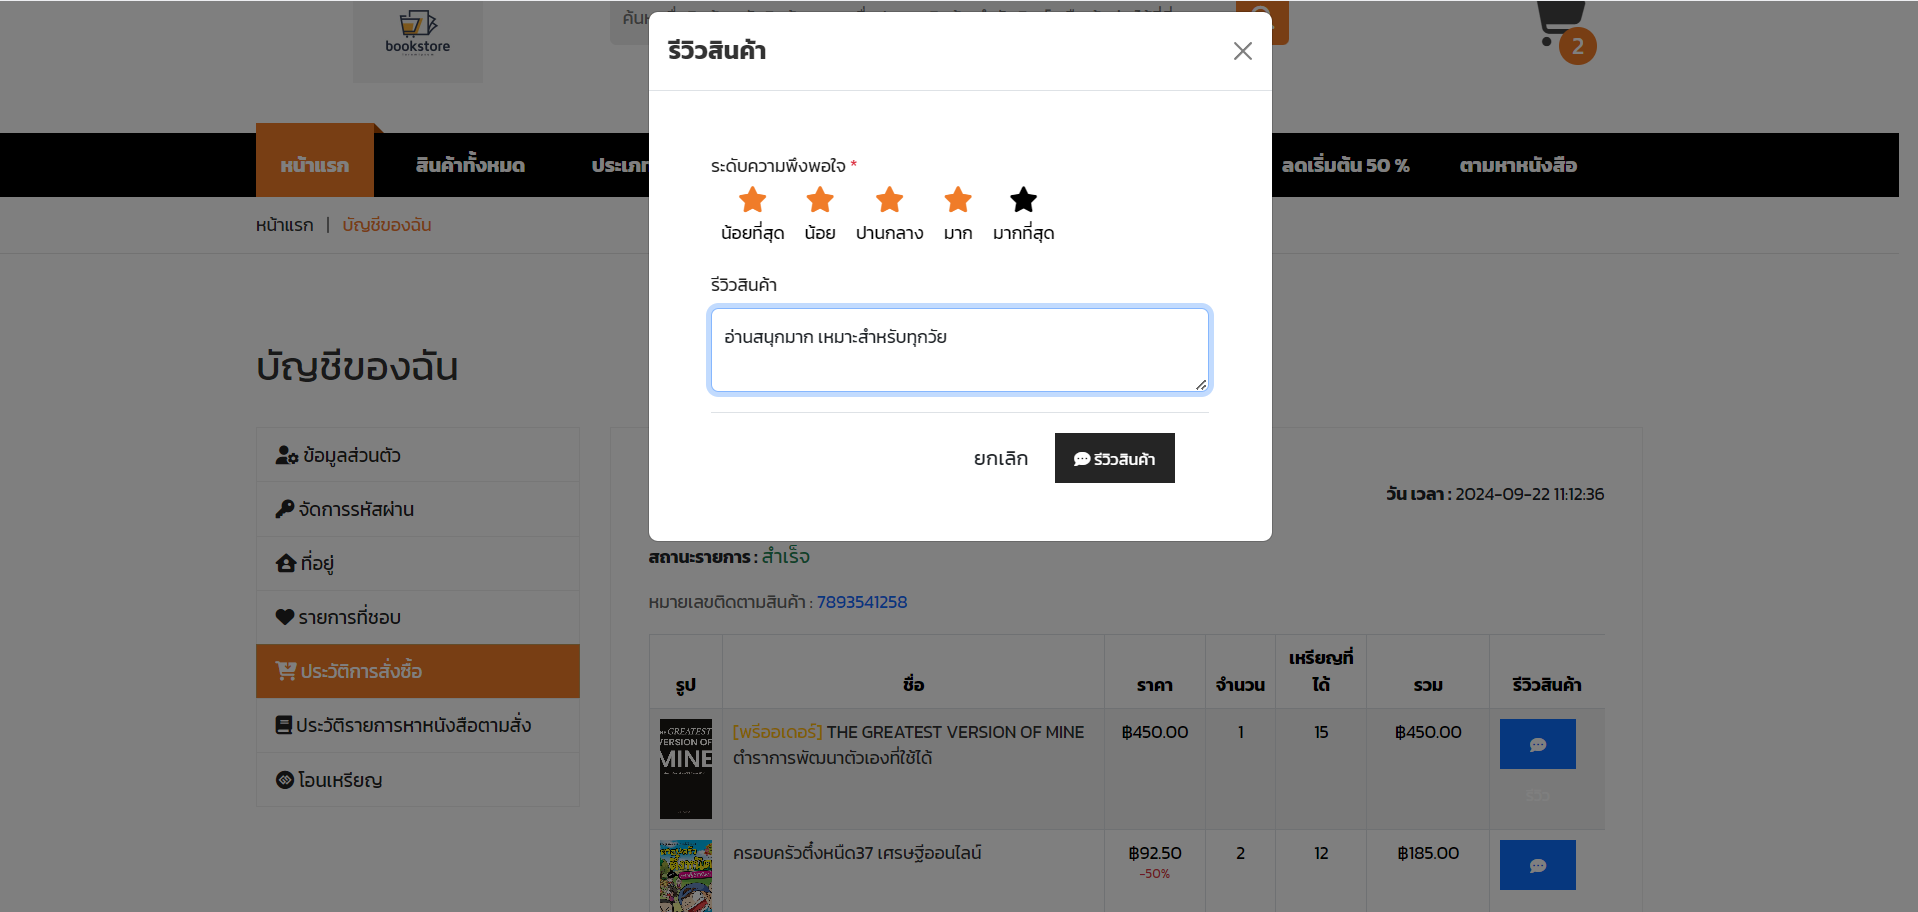 bookstore
รีวิวสินค้า
2
หน้าแรก
สินค้าทั้งหมด
ลดเริ่มต้น 50 %
ตามหาหนังสือ
หน้าแรก | บัญชีของฉัน
ระดับความพึงพอใจ *
น้อยที่สุด น้อย ปานกลาง มาก มากที่สุด
รีวิวสินค้า
อ่านสนุกมาก เหมาะสำหรับทุกวัย
ยกเลิก
รีวิวสินค้า
บัญชีของฉัน
ข้อมูลส่วนตัว
จัดการรหัสผ่าน
ที่อยู่
รายการที่ชอบ
ประวัติการสั่งซื้อ
ประวัติรายการหาหนังสือตามสั่ง
โอนเหรียญ
วัน เวลา : 2024-09-22 11:12:36
สถานะรายการ : สำเร็จ
หมายเลขติดตามสินค้า : 7893541258
รูป ชื่อ ราคา จำนวน เหรียญที่ได้ รวม รีวิวสินค้า
GREATEST
VERSION OF
MINE
[พรีออเดอร์] THE GREATEST VERSION OF MINE
ตำราการพัฒนาตัวเองที่ใช้ได้
฿450.00 1 15 ฿450.00
ครอบครัวตึ๋งหนืด37 เศรษฐีออนไลน์
฿92.50 2 12 ฿185.00
-50%